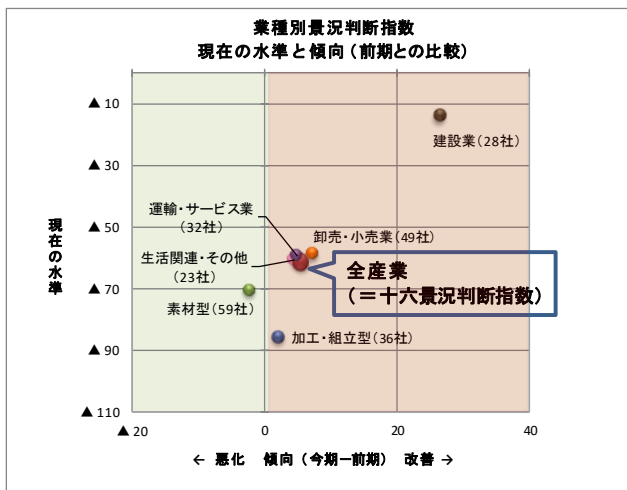 業種別景況判断指数
現在の水準と傾向（前期との比較）
▲ 10
▲ 30
▲ 50
▲ 70
▲ 90
▲ 110
現在の水準
建設業（28社）
運輸・サービス業
（32社）
卸売・小売業（49社）
生活関連・その他
（23社）
全産業
（＝十六景況判断指数）
素材型（59社）
加工・組立型（36社）
▲ 20
0
20
40
← 悪化 傾向（今期－前期） 改善 →